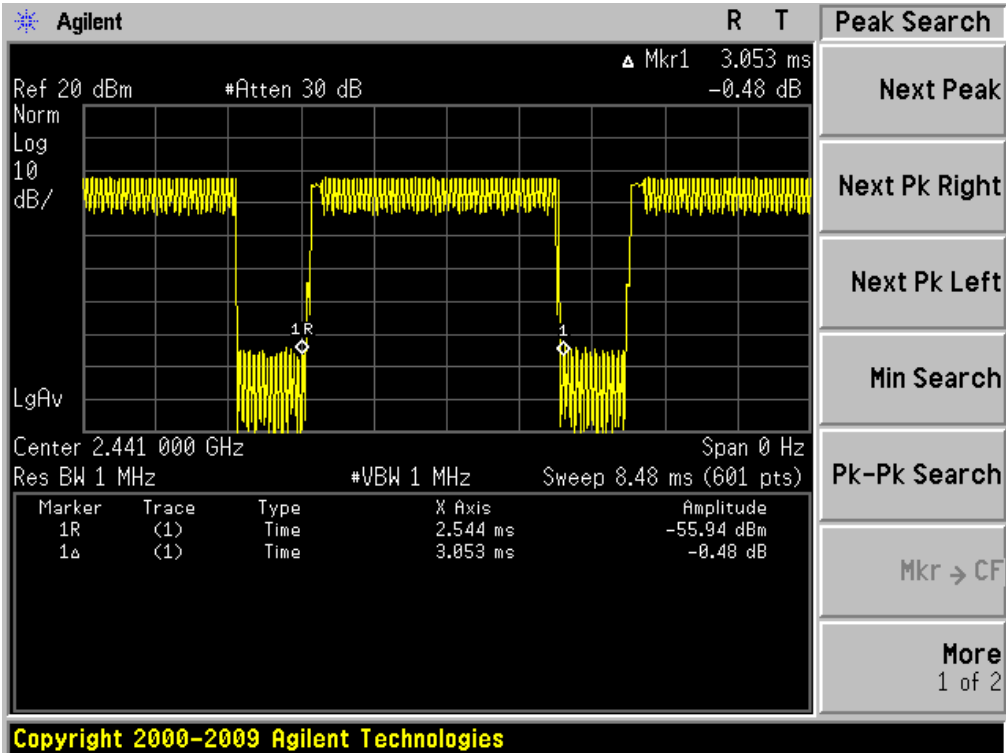 Agilent R T Peak Search
Δ Mkr1 3.053 ms
Ref 20 dBm #Atten 30 dB -0.48 dB
Norm
Log
10
dB/
1R 1
LgAv
Center 2.441 000 GHz Span 0 Hz
Res BW 1 MHz #VBW 1 MHz Sweep 8.48 ms (601 pts)
Marker Trace Type X Axis Amplitude
1R (1) Time 2.544 ms -55.94 dBm
1Δ (1) Time 3.053 ms -0.48 dB
Next Peak
Next Pk Right
Next Pk Left
Min Search
Pk-Pk Search
Mkr → CF
More
1 of 2
Copyright 2000-2009 Agilent Technologies